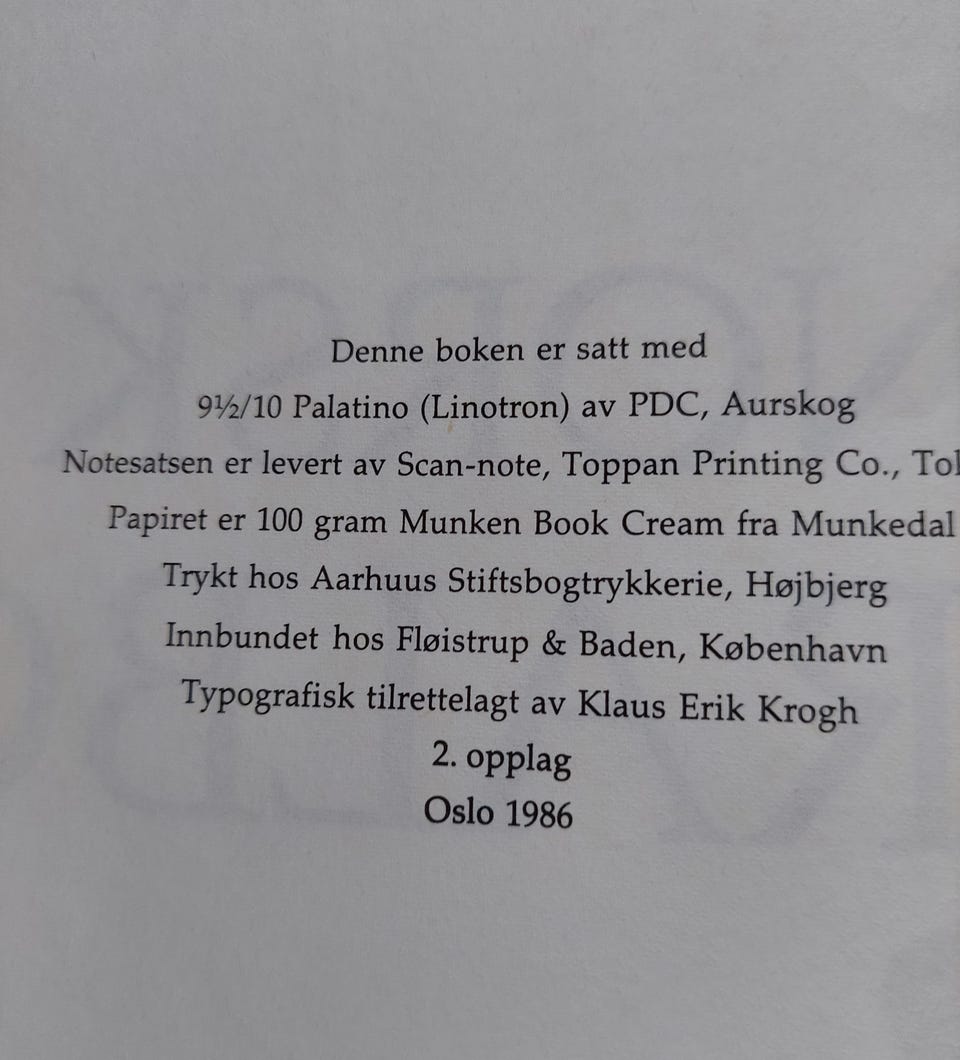 Denne boken er satt med
9½/10 Palatino (Linotron) av PDC, Aurskog
Notesatsen er levert av Scan-note, Toppan Printing Co.,
Papiret er 100 gram Munken Book Cream fra Munkedal
Trykt hos Aarhuus Stiftsbogtrykkerie, Højbjerg
Innbundet hos Fløistrup & Baden, København
Typografisk tilrettelagt av Klaus Erik Krogh
2. opplag
Oslo 1986